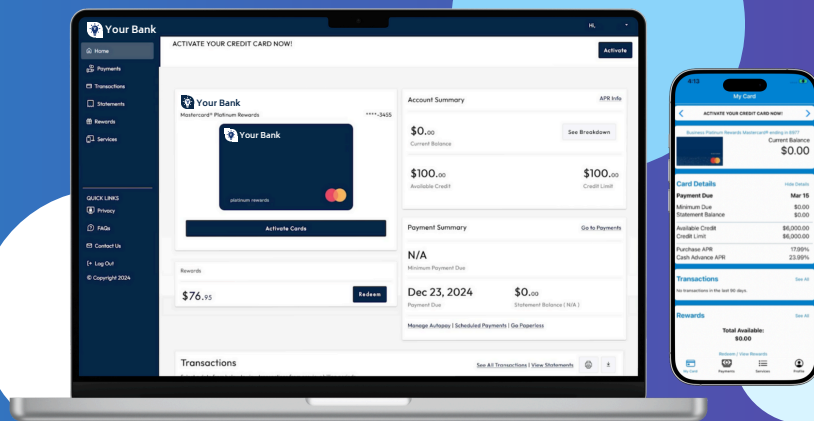 Your Bank
Hi,
Home
Payments
Transactions
Statements
Rewards
Services
QUICK LINKS
Privacy
FAQs
Contact Us
Log Out
© Copyright 2024
ACTIVATE YOUR CREDIT CARD NOW!
Activate
Your Bank
Mastercard® Platinum Rewards
****-3455
Your Bank
platinum rewards
Activate Cards
Rewards
$76.95
Redeem
Account Summary
APR Info
$0.00
Current Balance
See Breakdown
$100.00
Available Credit
$100.00
Credit Limit
Payment Summary
Go to Payments
N/A
Minimum Payment Due
Dec 23, 2024
Payment Due
$0.00
Statement Balance ( N/A )
Manage Autopay | Scheduled Payments | Go Paperless
Transactions
See All Transactions | View Statements
My Card
ACTIVATE YOUR CREDIT CARD NOW!
Business Platinum Rewards Mastercard® ending in
Current Balance
$0.00
Card Details
Hide Details
Payment Due Mar 15
Minimum Due $0.00
Statement Balance $0.00
Available Credit $6,000.00
Credit Limit $6,000.00
Purchase APR 17.99%
Cash Advance APR 23.99%
Transactions
See All
No transactions in the last 90 days
Rewards
See All
Total Available:
$0.00
Redeem / View Rewards
My Card
Payments
Services
Profile